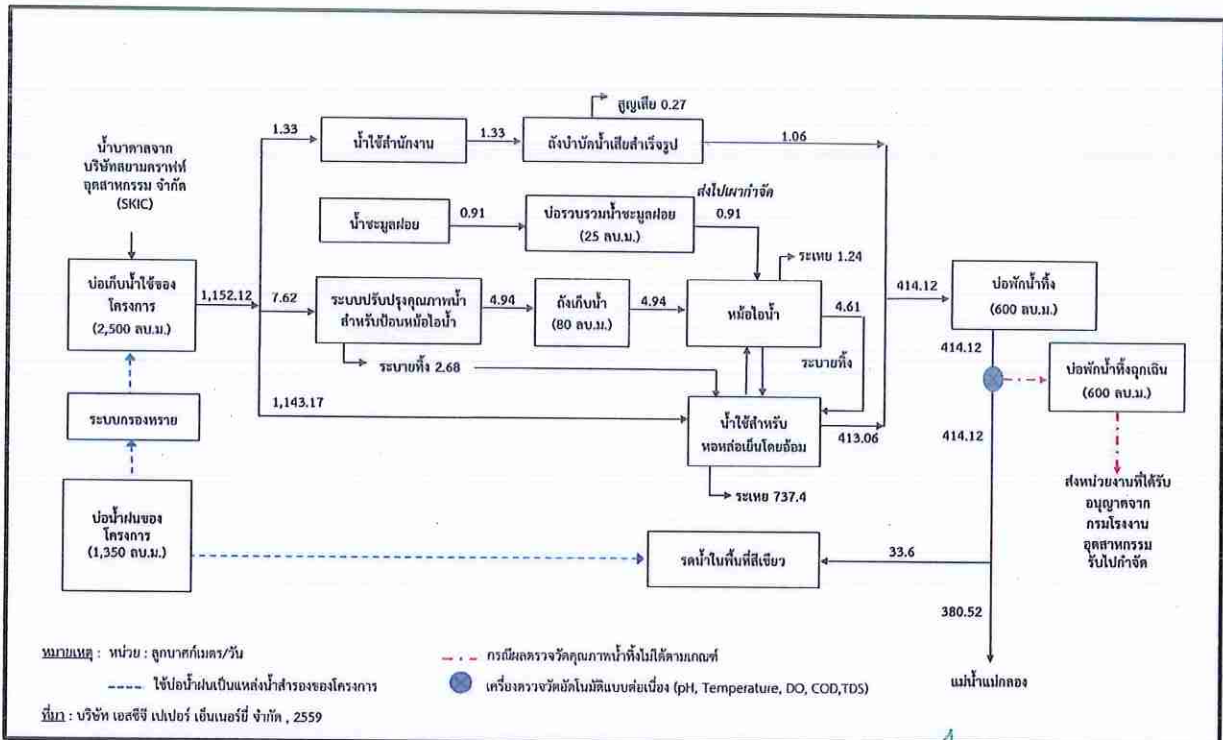 สูญเสีย 0.27
น้ำบาดาลจาก
บริษัทสยามคราฟท์
อุตสาหกรรม จำกัด
(SKIC)
1.33
น้ำใช้สำนักงาน
1.33
ถังบำบัดน้ำเสียสำเร็จรูป
1.06
น้ำชะมูลฝอย
0.91
บ่อรวบรวมน้ำชะมูลฝอย
(25 ลบ.ม.)
ส่งไปเผากำจัด
0.91
ระเหย 1.24
บ่อเก็บน้ำใช้ของ
โครงการ
(2,500 ลบ.ม.)
1,152.12
7.62
ระบบปรับปรุงคุณภาพน้ำ
สำหรับป้อนหม้อไอน้ำ
4.94
ถังเก็บน้ำ
(80 ลบ.ม.)
4.94
หม้อไอน้ำ
4.61
414.12
บ่อพักน้ำทิ้ง
(600 ลบ.ม.)
414.12
ระบายทิ้ง 2.68
ระบายทิ้ง
บ่อพักน้ำทิ้งฉุกเฉิน
(600 ลบ.ม.)
1,143.17
ระบบกรองทราย
น้ำใช้สำหรับ
หอหล่อเย็นโดยอ้อม
413.06
414.12
ระเหย 737.4
ส่งหน่วยงานที่ได้รับ
อนุญาตจาก
กรมโรงงาน
อุตสาหกรรม
รับไปกำจัด
บ่อน้ำฝนของ
โครงการ
(1,350 ลบ.ม.)
รดน้ำในพื้นที่สีเขียว
33.6
380.52
แม่น้ำแม่กลอง
หมายเหตุ : หน่วย : ลูกบาศก์เมตร/วัน
กรณีผลตรวจวัดคุณภาพน้ำทิ้งไม่ได้ตามเกณฑ์
ใช้บ่อน้ำฝนเป็นแหล่งน้ำสำรองของโครงการ
เครื่องตรวจวัดอัตโนมัติแบบต่อเนื่อง (pH, Temperature, DO, COD,TDS)
ที่มา : บริษัท เอสซีจี เปเปอร์ เอ็นเนอร์ยี่ จำกัด , 2559